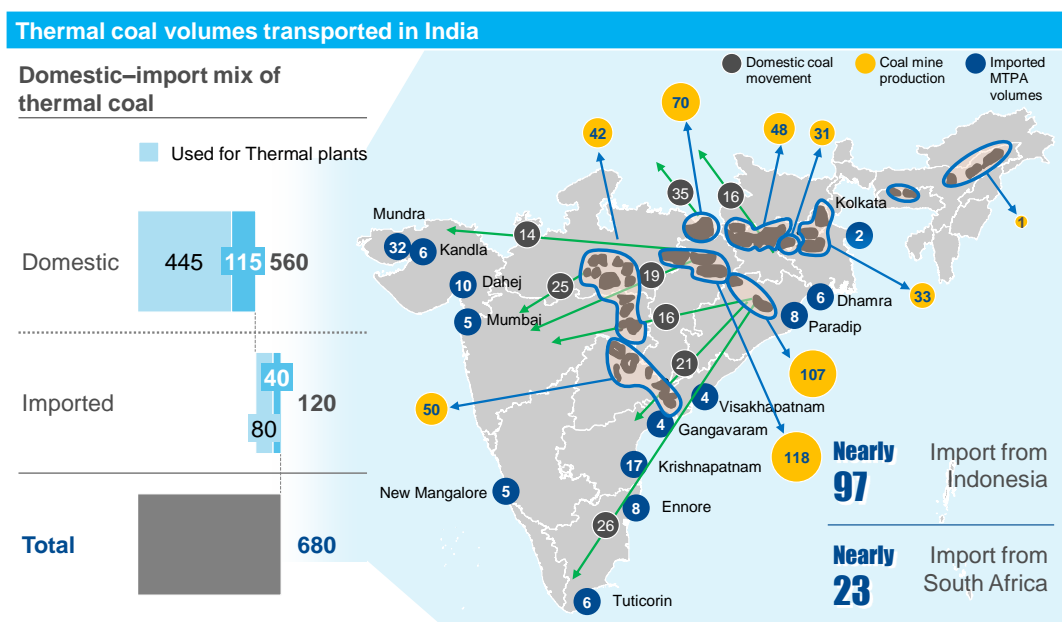 Thermal coal volumes transported in India
Domestic–import mix of
thermal coal
Used for Thermal plants
Domestic
445
115
560
Imported
40
80
120
Total
680
Domestic coal
movement
Coal mine
production
Imported
MTPA
volumes
70
42
48
31
35
16
Kolkata
2
1
Mundra
32
6
Kandla
14
10
Dahej
25
19
33
5
Mumbai
16
6
Dhamra
8
Paradip
21
107
50
4
Visakhapatnam
4
Gangavaram
118
17
Krishnapatnam
New Mangalore
5
8
Ennore
26
6
Tuticorin
Nearly
97
Import from
Indonesia
Nearly
23
Import from
South Africa